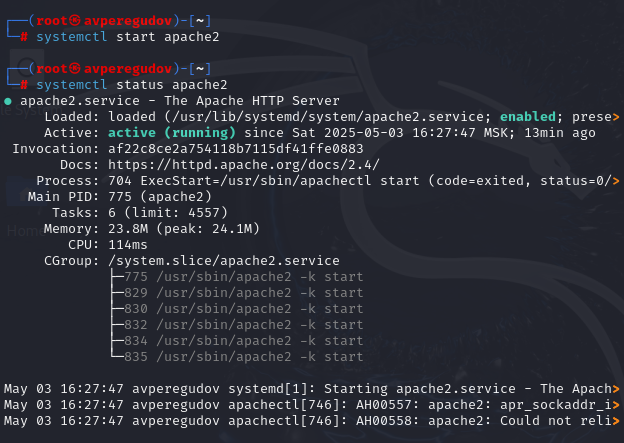 ┌──(root㉿avperegudov)-[~]
└─# systemctl start apache2
┌──(root㉿avperegudov)-[~]
└─# systemctl status apache2
● apache2.service - The Apache HTTP Server
     Loaded: loaded (/usr/lib/systemd/system/apache2.service; enabled; prese>
     Active: active (running) since Sat 2025-05-03 16:27:47 MSK; 13min ago
 Invocation: af22c8ce2a754118b7115df41ffe0883
       Docs: https://httpd.apache.org/docs/2.4/
    Process: 704 ExecStart=/usr/sbin/apachectl start (code=exited, status=0/>
   Main PID: 775 (apache2)
      Tasks: 6 (limit: 4557)
     Memory: 23.8M (peak: 24.1M)
        CPU: 114ms
     CGroup: /system.slice/apache2.service
             ├─775 /usr/sbin/apache2 -k start
             ├─829 /usr/sbin/apache2 -k start
             ├─830 /usr/sbin/apache2 -k start
             ├─832 /usr/sbin/apache2 -k start
             ├─834 /usr/sbin/apache2 -k start
             └─835 /usr/sbin/apache2 -k start
May 03 16:27:47 avperegudov systemd[1]: Starting apache2.service - The Apach>
May 03 16:27:47 avperegudov apachectl[746]: AH00557: apache2: apr_sockaddr_i>
May 03 16:27:47 avperegudov apachectl[746]: AH00558: apache2: Could not reli>